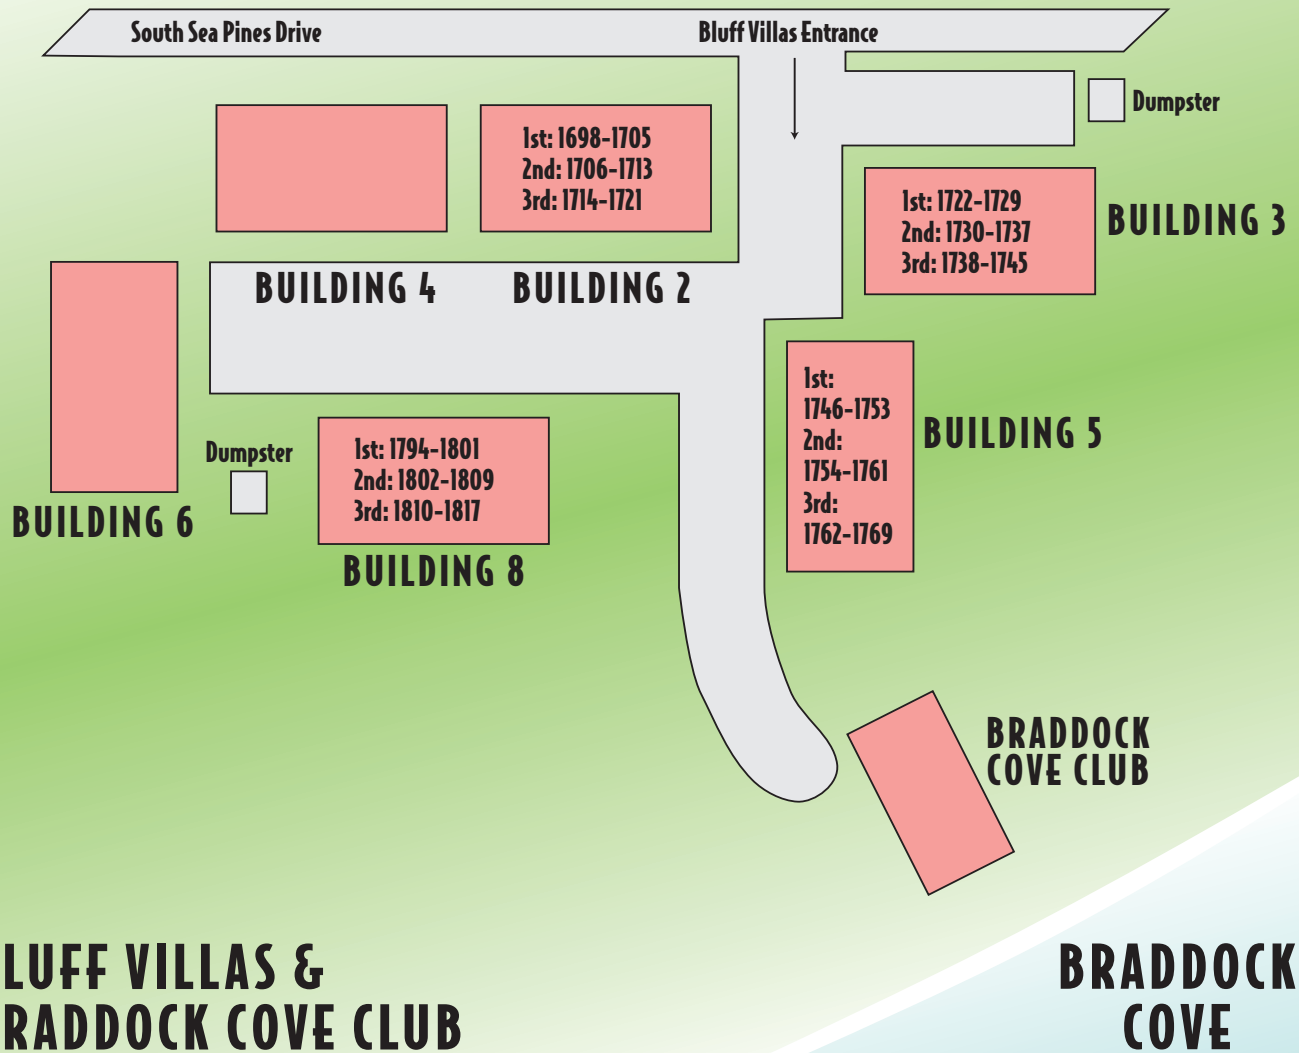 South Sea Pines Drive
Bluff Villas Entrance
Dumpster
1st: 1698-1705
2nd: 1706-1713
3rd: 1714-1721
1st: 1722-1729
2nd: 1730-1737
3rd: 1738-1745
BUILDING 3
BUILDING 4
BUILDING 2
1st:
1746-1753
2nd:
1754-1761
3rd:
1762-1769
BUILDING 5
Dumpster
1st: 1794-1801
2nd: 1802-1809
3rd: 1810-1817
BUILDING 6
BUILDING 8
BRADDOCK
COVE CLUB
LUFF VILLAS &
RADDOCK COVE CLUB
BRADDOCK
COVE